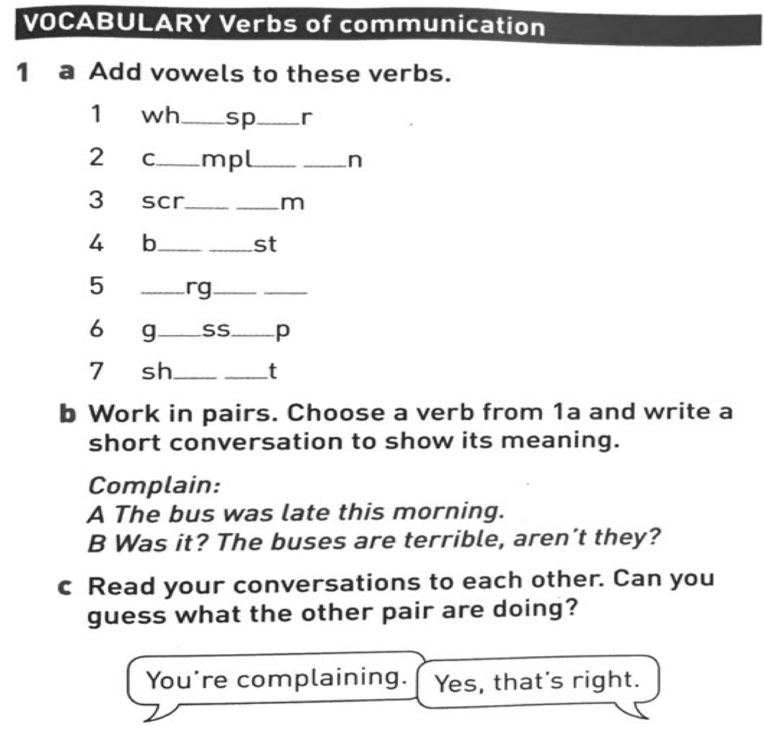 VOCABULARY Verbs of communication
1 a Add vowels to these verbs.
1 wh___sp___r
2 c___mpl___ ___n
3 scr___ ___m
4 b___ ___st
5 ___rg___ ___
6 g___ss___p
7 sh___ ___t
b Work in pairs. Choose a verb from 1a and write a
short conversation to show its meaning.
Complain:
A The bus was late this morning.
B Was it? The buses are terrible, aren't they?
c Read your conversations to each other. Can you
guess what the other pair are doing?
You're complaining. Yes, that's right.